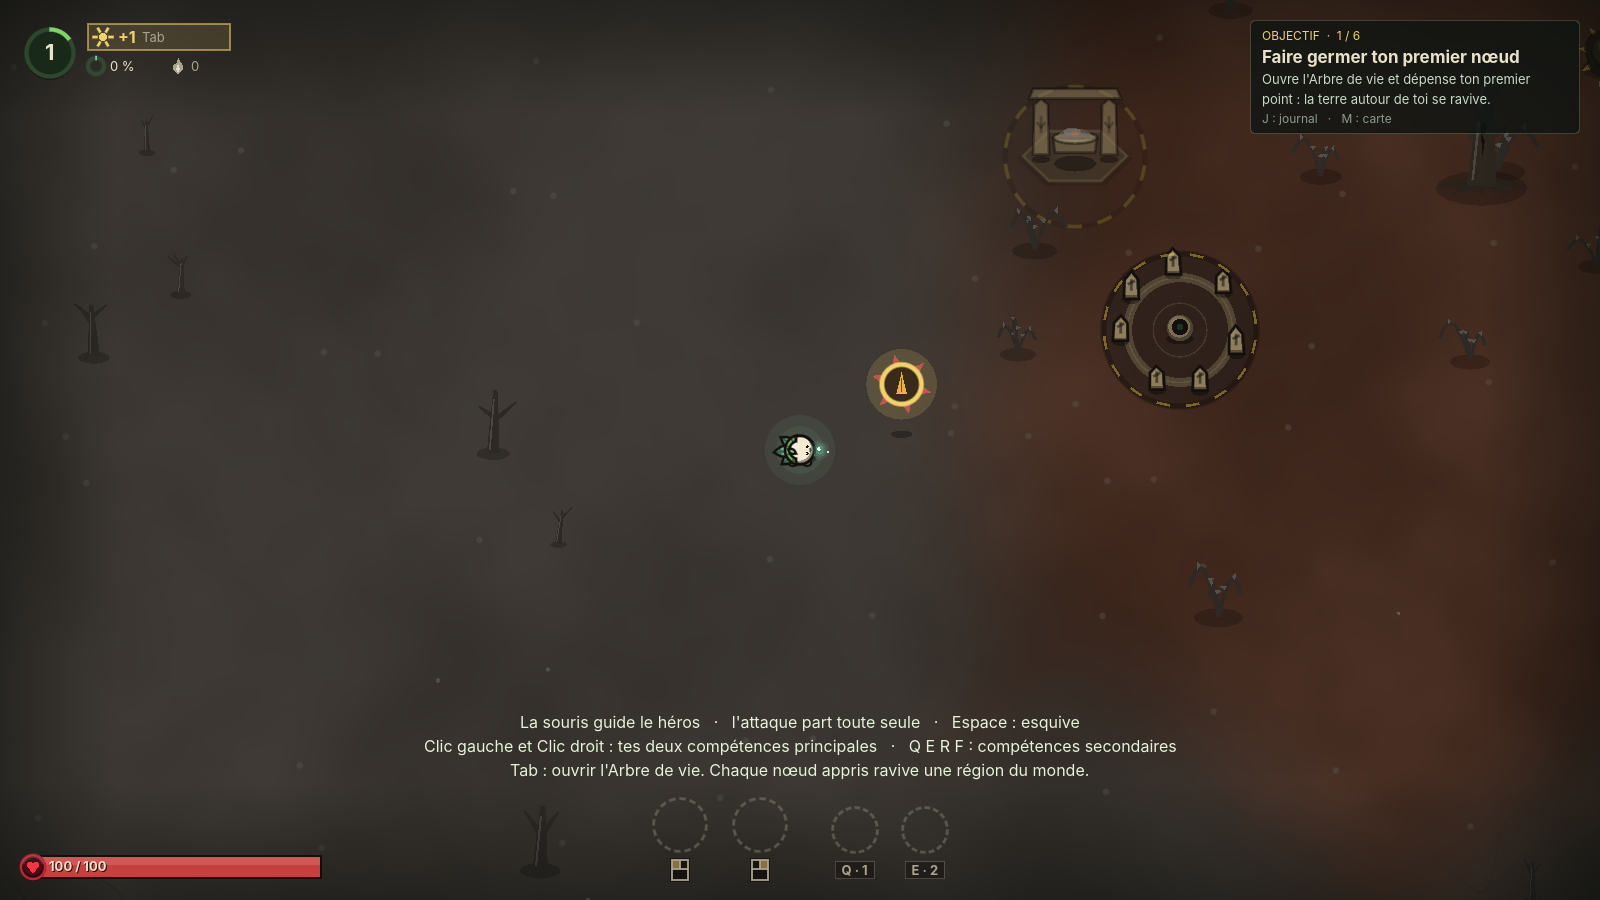 1
+1 Tab
0 %
0
OBJECTIF · 1 / 6
Faire germer ton premier nœud
Ouvre l'Arbre de vie et dépense ton premier
point : la terre autour de toi se ravive.
J : journal · M : carte
La souris guide le héros · l'attaque part toute seule · Espace : esquive
Clic gauche et Clic droit : tes deux compétences principales · Q E R F : compétences secondaires
Tab : ouvrir l'Arbre de vie. Chaque nœud appris ravive une région du monde.
100 / 100
Q · 1
E · 2